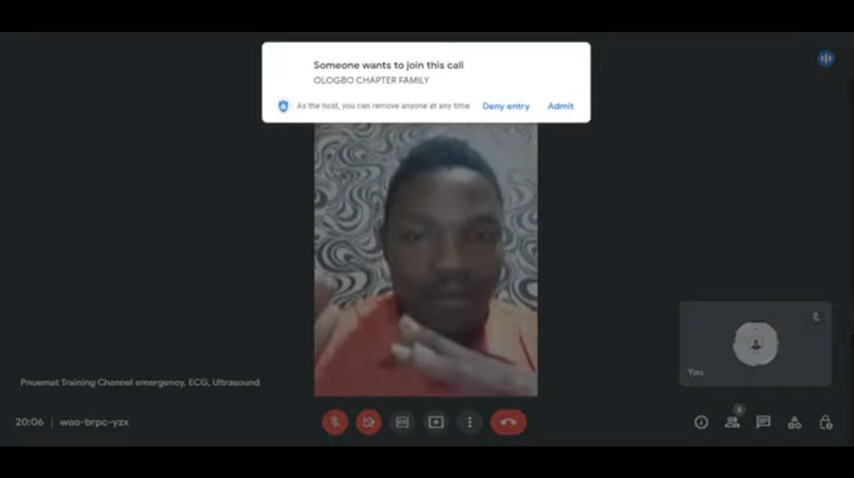 Someone wants to join this call
OLOGBO CHAPTER FAMILY
As the host, you can remove anyone at any time
Deny entry
Admit
You
Pnuemat Training Channel emergency, ECG, Ultrasound
20:06 | wao-brpc-yzx